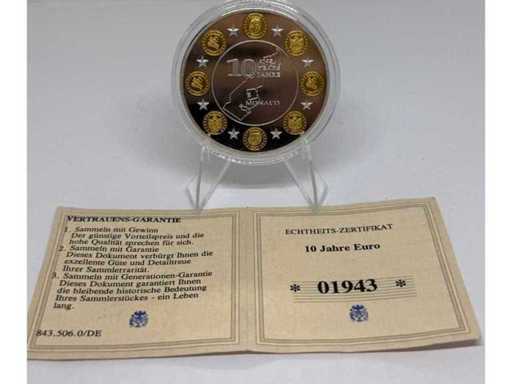 10
JAHRE
MONACO
VERTRAUENS-GARANTIE
1. Sammeln mit Gewinn
Der günstige Vorteilspreis und die
hohe Qualität sprechen für sich.
2. Sammeln mit Garantie
Dieses Dokument verbürgt Ihnen die
exzellente Güte und Detailtreue
Ihrer Sammlerrarität.
3. Sammeln mit Generationen-Garantie
Dieses Dokument garantiert Ihnen
die bleibende historische Bedeutung
Ihres Sammlerstückes - ein Leben
lang.
843.506.0/DE
ECHTHEITS-ZERTIFIKAT
10 Jahre Euro
* 01943 *